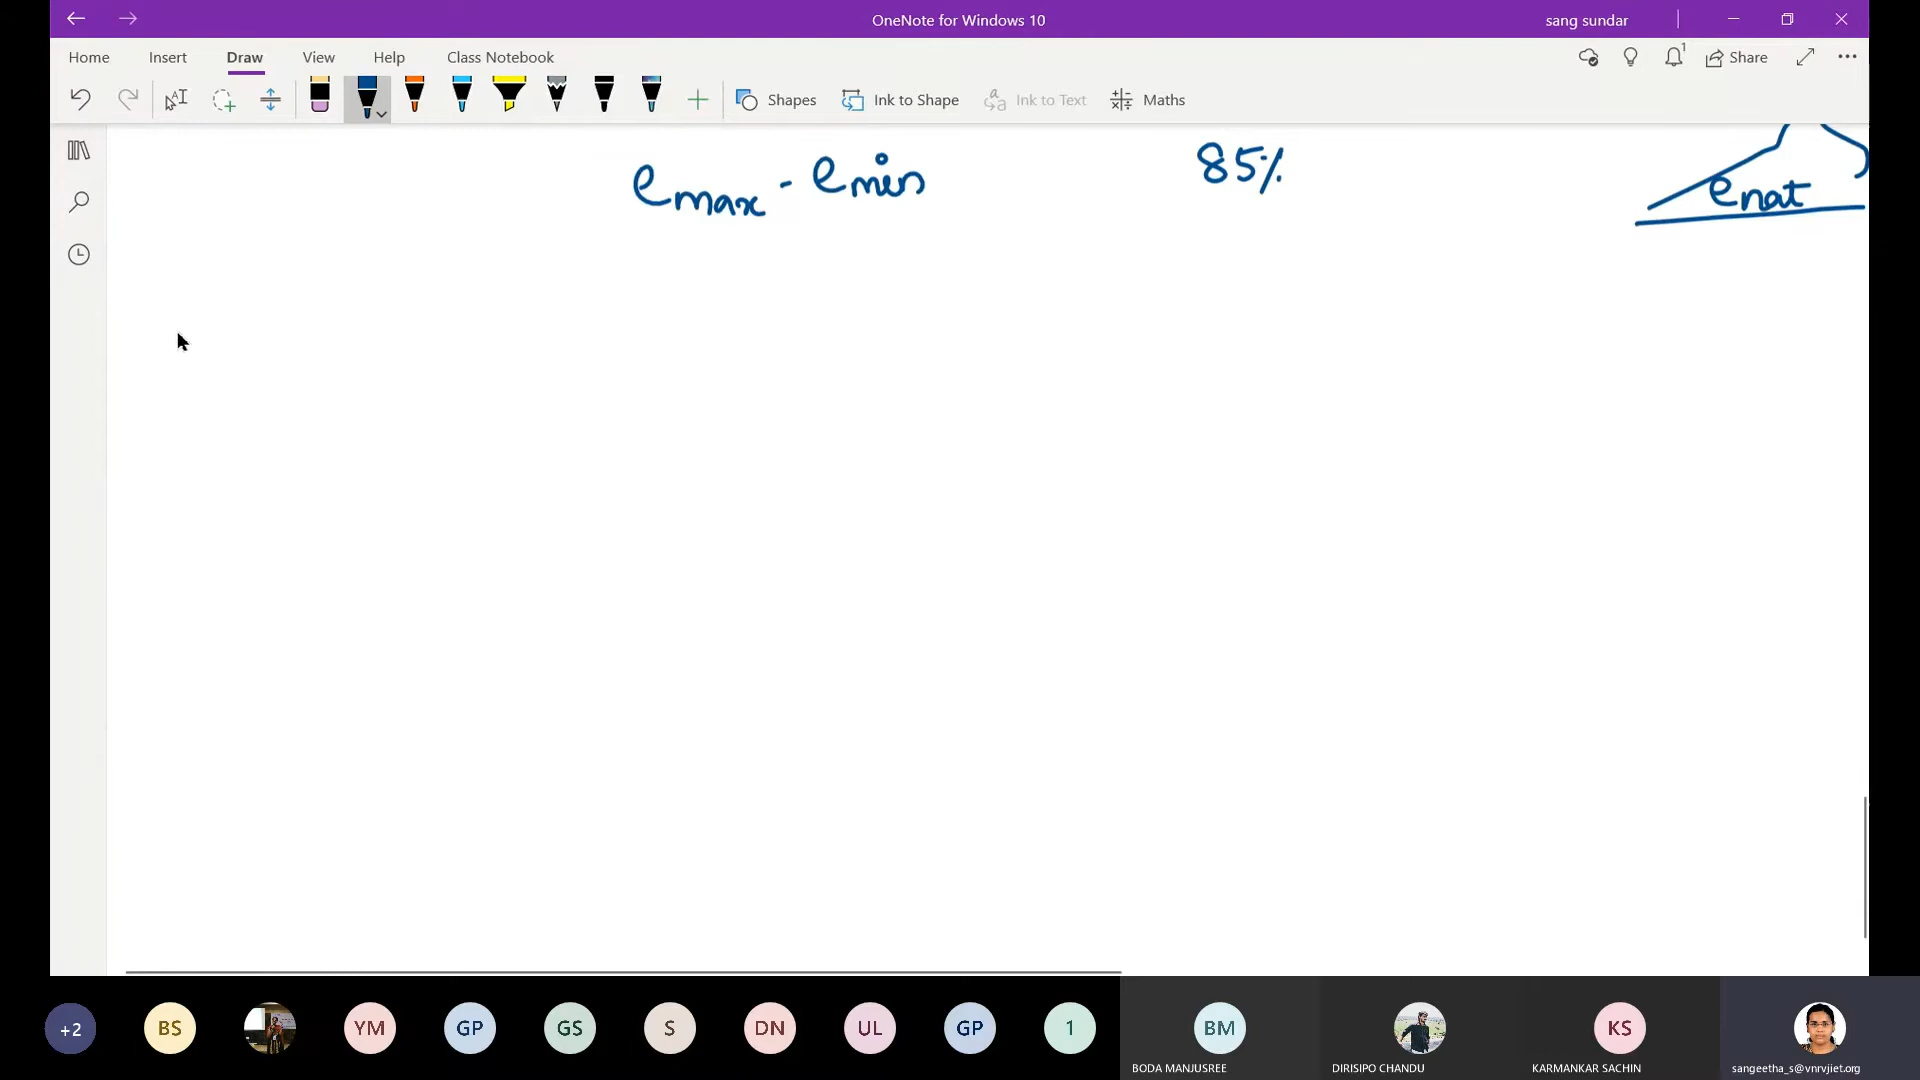 OneNote for Windows 10
sang sundar
Home Insert Draw View Help Class Notebook
1
Share
Shapes
Ink to Shape
Ink to Text
Maths
emax - emin
85%
enat
+2 BS YM GP GS S DN UL GP 1 BM KS
BODA MANJUSREE
DIRISIPO CHANDU
KARMANKAR SACHIN
sangeetha_s@vnrvjiet.org